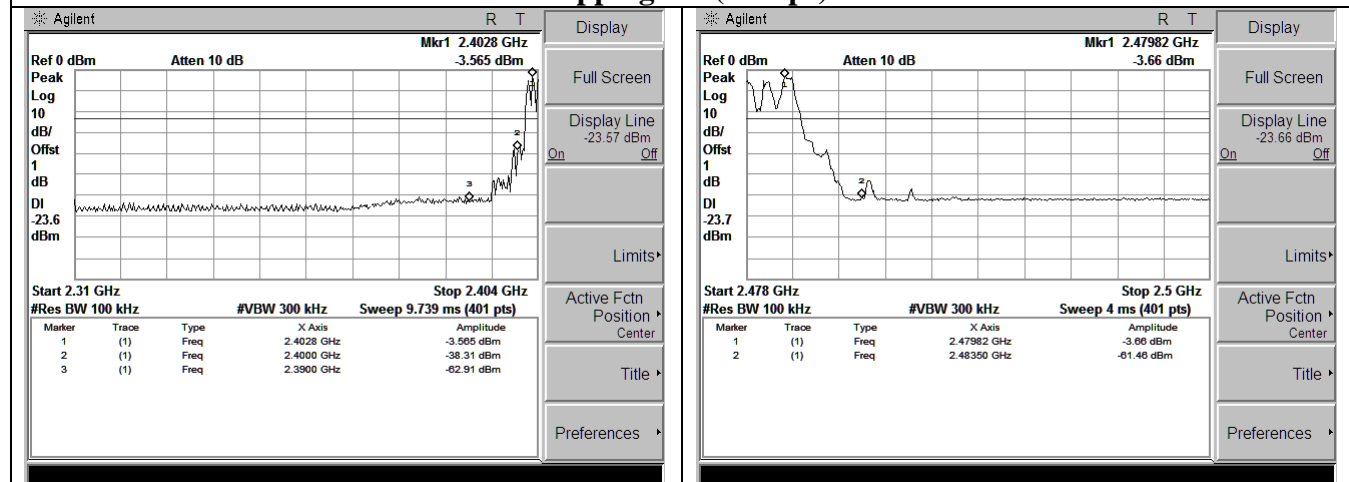 Agilent R T
Mkr1 2.4028 GHz
Ref 0 dBm Atten 10 dB -3.565 dBm
Peak
Log
10
dB/
Offst
1
dB
DI
-23.6
dBm
1
2
3
Start 2.31 GHz Stop 2.404 GHz
#Res BW 100 kHz #VBW 300 kHz Sweep 9.739 ms (401 pts)
Marker Trace Type X Axis Amplitude
1 (1) Freq 2.4028 GHz -3.565 dBm
2 (1) Freq 2.4000 GHz -38.31 dBm
3 (1) Freq 2.3900 GHz -62.91 dBm
Display
Full Screen
Display Line
-23.57 dBm
On Off
Limits
Active Fctn
Position
Center
Title
Preferences
Agilent R T
Mkr1 2.47982 GHz
Ref 0 dBm Atten 10 dB -3.66 dBm
Peak
Log
10
dB/
Offst
1
dB
DI
-23.7
dBm
1
2
Start 2.478 GHz Stop 2.5 GHz
#Res BW 100 kHz #VBW 300 kHz Sweep 4 ms (401 pts)
Marker Trace Type X Axis Amplitude
1 (1) Freq 2.47982 GHz -3.66 dBm
2 (1) Freq 2.48350 GHz -61.46 dBm
Display
Full Screen
Display Line
-23.66 dBm
On Off
Limits
Active Fctn
Position
Center
Title
Preferences